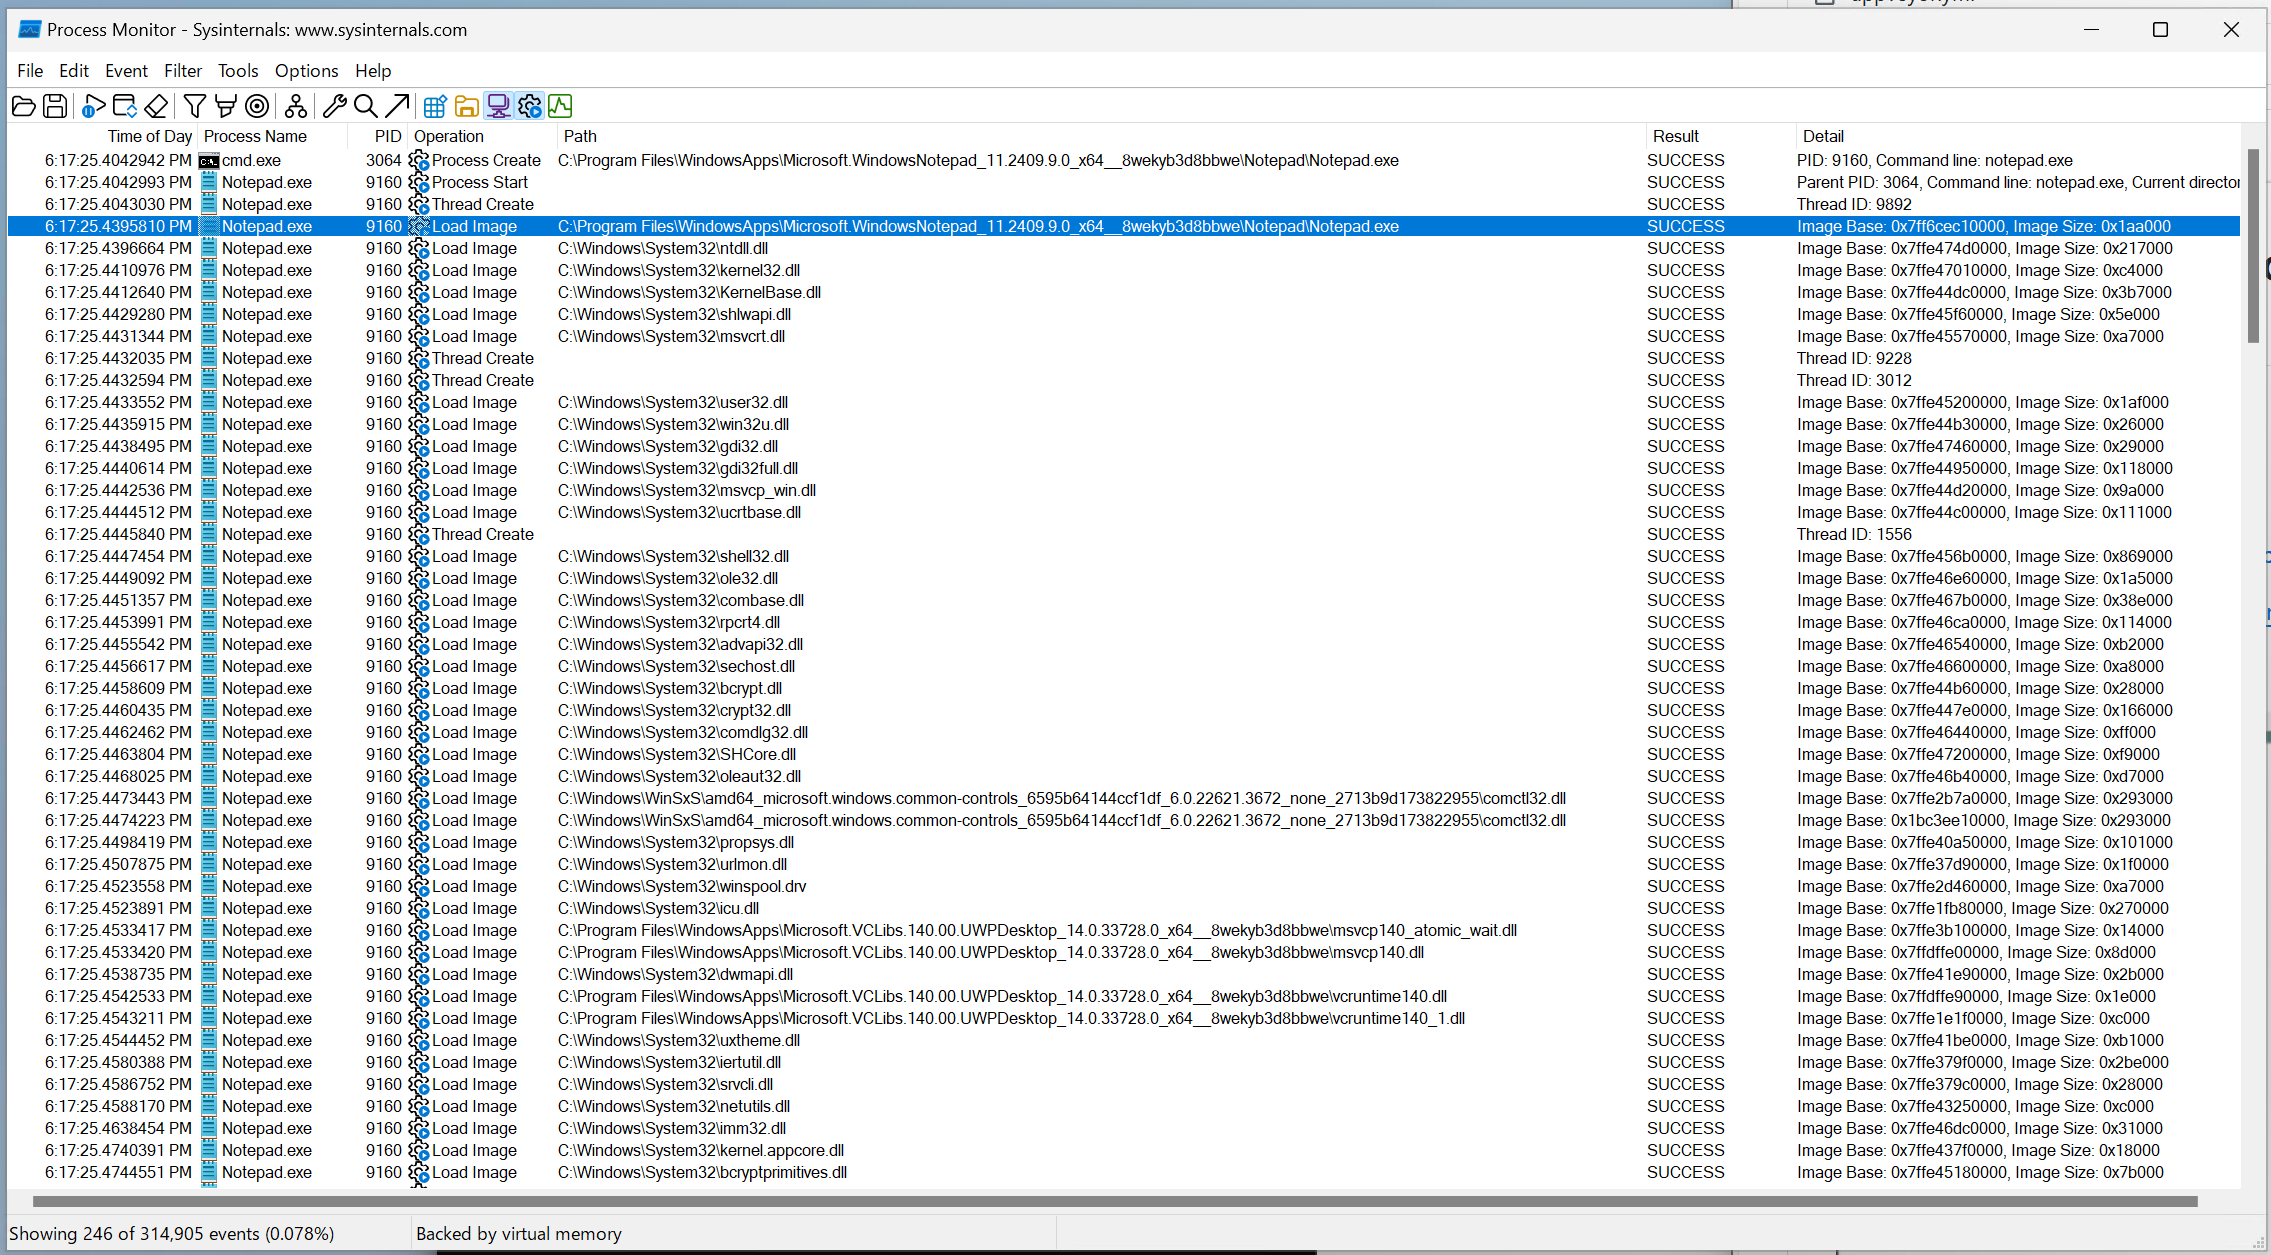 Process Monitor - Sysinternals: www.sysinternals.com
File Edit Event Filter Tools Options Help
Time of Day Process Name PID Operation Path Result Detail
6:17:25.4042942 PM cmd.exe 3064 Process Create C:\Program Files\WindowsApps\Microsoft.WindowsNotepad_11.2409.9.0_x64__8wekyb3d8bbwe\Notepad\Notepad.exe SUCCESS PID: 9160, Command line: notepad.exe
6:17:25.4042993 PM Notepad.exe 9160 Process Start SUCCESS Parent PID: 3064, Command line: notepad.exe, Current director
6:17:25.4043030 PM Notepad.exe 9160 Thread Create SUCCESS Thread ID: 9892
6:17:25.4395810 PM Notepad.exe 9160 Load Image C:\Program Files\WindowsApps\Microsoft.WindowsNotepad_11.2409.9.0_x64__8wekyb3d8bbwe\Notepad\Notepad.exe SUCCESS Image Base: 0x7ff6cec10000, Image Size: 0x1aa000
6:17:25.4396664 PM Notepad.exe 9160 Load Image C:\Windows\System32\ntdll.dll SUCCESS Image Base: 0x7ffe474d0000, Image Size: 0x217000
6:17:25.4410976 PM Notepad.exe 9160 Load Image C:\Windows\System32\kernel32.dll SUCCESS Image Base: 0x7ffe47010000, Image Size: 0xc4000
6:17:25.4412640 PM Notepad.exe 9160 Load Image C:\Windows\System32\KernelBase.dll SUCCESS Image Base: 0x7ffe44dc0000, Image Size: 0x3b7000
6:17:25.4429280 PM Notepad.exe 9160 Load Image C:\Windows\System32\shlwapi.dll SUCCESS Image Base: 0x7ffe45f60000, Image Size: 0x5e000
6:17:25.4431344 PM Notepad.exe 9160 Load Image C:\Windows\System32\msvcrt.dll SUCCESS Image Base: 0x7ffe45570000, Image Size: 0xa7000
6:17:25.4432035 PM Notepad.exe 9160 Thread Create SUCCESS Thread ID: 9228
6:17:25.4432594 PM Notepad.exe 9160 Thread Create SUCCESS Thread ID: 3012
6:17:25.4433552 PM Notepad.exe 9160 Load Image C:\Windows\System32\user32.dll SUCCESS Image Base: 0x7ffe45200000, Image Size: 0x1af000
6:17:25.4435915 PM Notepad.exe 9160 Load Image C:\Windows\System32\win32u.dll SUCCESS Image Base: 0x7ffe44b30000, Image Size: 0x26000
6:17:25.4438495 PM Notepad.exe 9160 Load Image C:\Windows\System32\gdi32.dll SUCCESS Image Base: 0x7ffe47460000, Image Size: 0x29000
6:17:25.4440614 PM Notepad.exe 9160 Load Image C:\Windows\System32\gdi32full.dll SUCCESS Image Base: 0x7ffe44950000, Image Size: 0x118000
6:17:25.4442536 PM Notepad.exe 9160 Load Image C:\Windows\System32\msvcp_win.dll SUCCESS Image Base: 0x7ffe44d20000, Image Size: 0x9a000
6:17:25.4444512 PM Notepad.exe 9160 Load Image C:\Windows\System32\ucrtbase.dll SUCCESS Image Base: 0x7ffe44c00000, Image Size: 0x111000
6:17:25.4445840 PM Notepad.exe 9160 Thread Create SUCCESS Thread ID: 1556
6:17:25.4447454 PM Notepad.exe 9160 Load Image C:\Windows\System32\shell32.dll SUCCESS Image Base: 0x7ffe456b0000, Image Size: 0x869000
6:17:25.4449092 PM Notepad.exe 9160 Load Image C:\Windows\System32\ole32.dll SUCCESS Image Base: 0x7ffe46e60000, Image Size: 0x1a5000
6:17:25.4451357 PM Notepad.exe 9160 Load Image C:\Windows\System32\combase.dll SUCCESS Image Base: 0x7ffe467b0000, Image Size: 0x38e000
6:17:25.4453991 PM Notepad.exe 9160 Load Image C:\Windows\System32\rpcrt4.dll SUCCESS Image Base: 0x7ffe46ca0000, Image Size: 0x114000
6:17:25.4455542 PM Notepad.exe 9160 Load Image C:\Windows\System32\advapi32.dll SUCCESS Image Base: 0x7ffe46540000, Image Size: 0xb2000
6:17:25.4456617 PM Notepad.exe 9160 Load Image C:\Windows\System32\sechost.dll SUCCESS Image Base: 0x7ffe46600000, Image Size: 0xa8000
6:17:25.4458609 PM Notepad.exe 9160 Load Image C:\Windows\System32\bcrypt.dll SUCCESS Image Base: 0x7ffe44b60000, Image Size: 0x28000
6:17:25.4460435 PM Notepad.exe 9160 Load Image C:\Windows\System32\crypt32.dll SUCCESS Image Base: 0x7ffe447e0000, Image Size: 0x166000
6:17:25.4462462 PM Notepad.exe 9160 Load Image C:\Windows\System32\comdlg32.dll SUCCESS Image Base: 0x7ffe46440000, Image Size: 0xff000
6:17:25.4463804 PM Notepad.exe 9160 Load Image C:\Windows\System32\SHCore.dll SUCCESS Image Base: 0x7ffe47200000, Image Size: 0xf9000
6:17:25.4468025 PM Notepad.exe 9160 Load Image C:\Windows\System32\oleaut32.dll SUCCESS Image Base: 0x7ffe46b40000, Image Size: 0xd7000
6:17:25.4473443 PM Notepad.exe 9160 Load Image C:\Windows\WinSxS\amd64_microsoft.windows.common-controls_6595b64144ccf1df_6.0.22621.3672_none_2713b9d173822955\comctl32.dll SUCCESS Image Base: 0x7ffe2b7a0000, Image Size: 0x293000
6:17:25.4474223 PM Notepad.exe 9160 Load Image C:\Windows\WinSxS\amd64_microsoft.windows.common-controls_6595b64144ccf1df_6.0.22621.3672_none_2713b9d173822955\comctl32.dll SUCCESS Image Base: 0x1bc3ee10000, Image Size: 0x293000
6:17:25.4498419 PM Notepad.exe 9160 Load Image C:\Windows\System32\propsys.dll SUCCESS Image Base: 0x7ffe40a50000, Image Size: 0x101000
6:17:25.4507875 PM Notepad.exe 9160 Load Image C:\Windows\System32\urlmon.dll SUCCESS Image Base: 0x7ffe37d90000, Image Size: 0x1f0000
6:17:25.4523558 PM Notepad.exe 9160 Load Image C:\Windows\System32\winspool.drv SUCCESS Image Base: 0x7ffe2d460000, Image Size: 0xa7000
6:17:25.4523891 PM Notepad.exe 9160 Load Image C:\Windows\System32\icu.dll SUCCESS Image Base: 0x7ffe1fb80000, Image Size: 0x270000
6:17:25.4533417 PM Notepad.exe 9160 Load Image C:\Program Files\WindowsApps\Microsoft.VCLibs.140.00.UWPDesktop_14.0.33728.0_x64__8wekyb3d8bbwe\msvcp140_atomic_wait.dll SUCCESS Image Base: 0x7ffe3b100000, Image Size: 0x14000
6:17:25.4533420 PM Notepad.exe 9160 Load Image C:\Program Files\WindowsApps\Microsoft.VCLibs.140.00.UWPDesktop_14.0.33728.0_x64__8wekyb3d8bbwe\msvcp140.dll SUCCESS Image Base: 0x7ffdffe00000, Image Size: 0x8d000
6:17:25.4538735 PM Notepad.exe 9160 Load Image C:\Windows\System32\dwmapi.dll SUCCESS Image Base: 0x7ffe41e90000, Image Size: 0x2b000
6:17:25.4542533 PM Notepad.exe 9160 Load Image C:\Program Files\WindowsApps\Microsoft.VCLibs.140.00.UWPDesktop_14.0.33728.0_x64__8wekyb3d8bbwe\vcruntime140.dll SUCCESS Image Base: 0x7ffdffe90000, Image Size: 0x1e000
6:17:25.4543211 PM Notepad.exe 9160 Load Image C:\Program Files\WindowsApps\Microsoft.VCLibs.140.00.UWPDesktop_14.0.33728.0_x64__8wekyb3d8bbwe\vcruntime140_1.dll SUCCESS Image Base: 0x7ffe1e1f0000, Image Size: 0xc000
6:17:25.4544452 PM Notepad.exe 9160 Load Image C:\Windows\System32\uxtheme.dll SUCCESS Image Base: 0x7ffe41be0000, Image Size: 0xb1000
6:17:25.4580388 PM Notepad.exe 9160 Load Image C:\Windows\System32\iertutil.dll SUCCESS Image Base: 0x7ffe379f0000, Image Size: 0x2be000
6:17:25.4586752 PM Notepad.exe 9160 Load Image C:\Windows\System32\srvcli.dll SUCCESS Image Base: 0x7ffe379c0000, Image Size: 0x28000
6:17:25.4588170 PM Notepad.exe 9160 Load Image C:\Windows\System32\netutils.dll SUCCESS Image Base: 0x7ffe43250000, Image Size: 0xc000
6:17:25.4638454 PM Notepad.exe 9160 Load Image C:\Windows\System32\imm32.dll SUCCESS Image Base: 0x7ffe46dc0000, Image Size: 0x31000
6:17:25.4740391 PM Notepad.exe 9160 Load Image C:\Windows\System32\kernel.appcore.dll SUCCESS Image Base: 0x7ffe437f0000, Image Size: 0x18000
6:17:25.4744551 PM Notepad.exe 9160 Load Image C:\Windows\System32\bcryptprimitives.dll SUCCESS Image Base: 0x7ffe45180000, Image Size: 0x7b000
Showing 246 of 314,905 events (0.078%) Backed by virtual memory